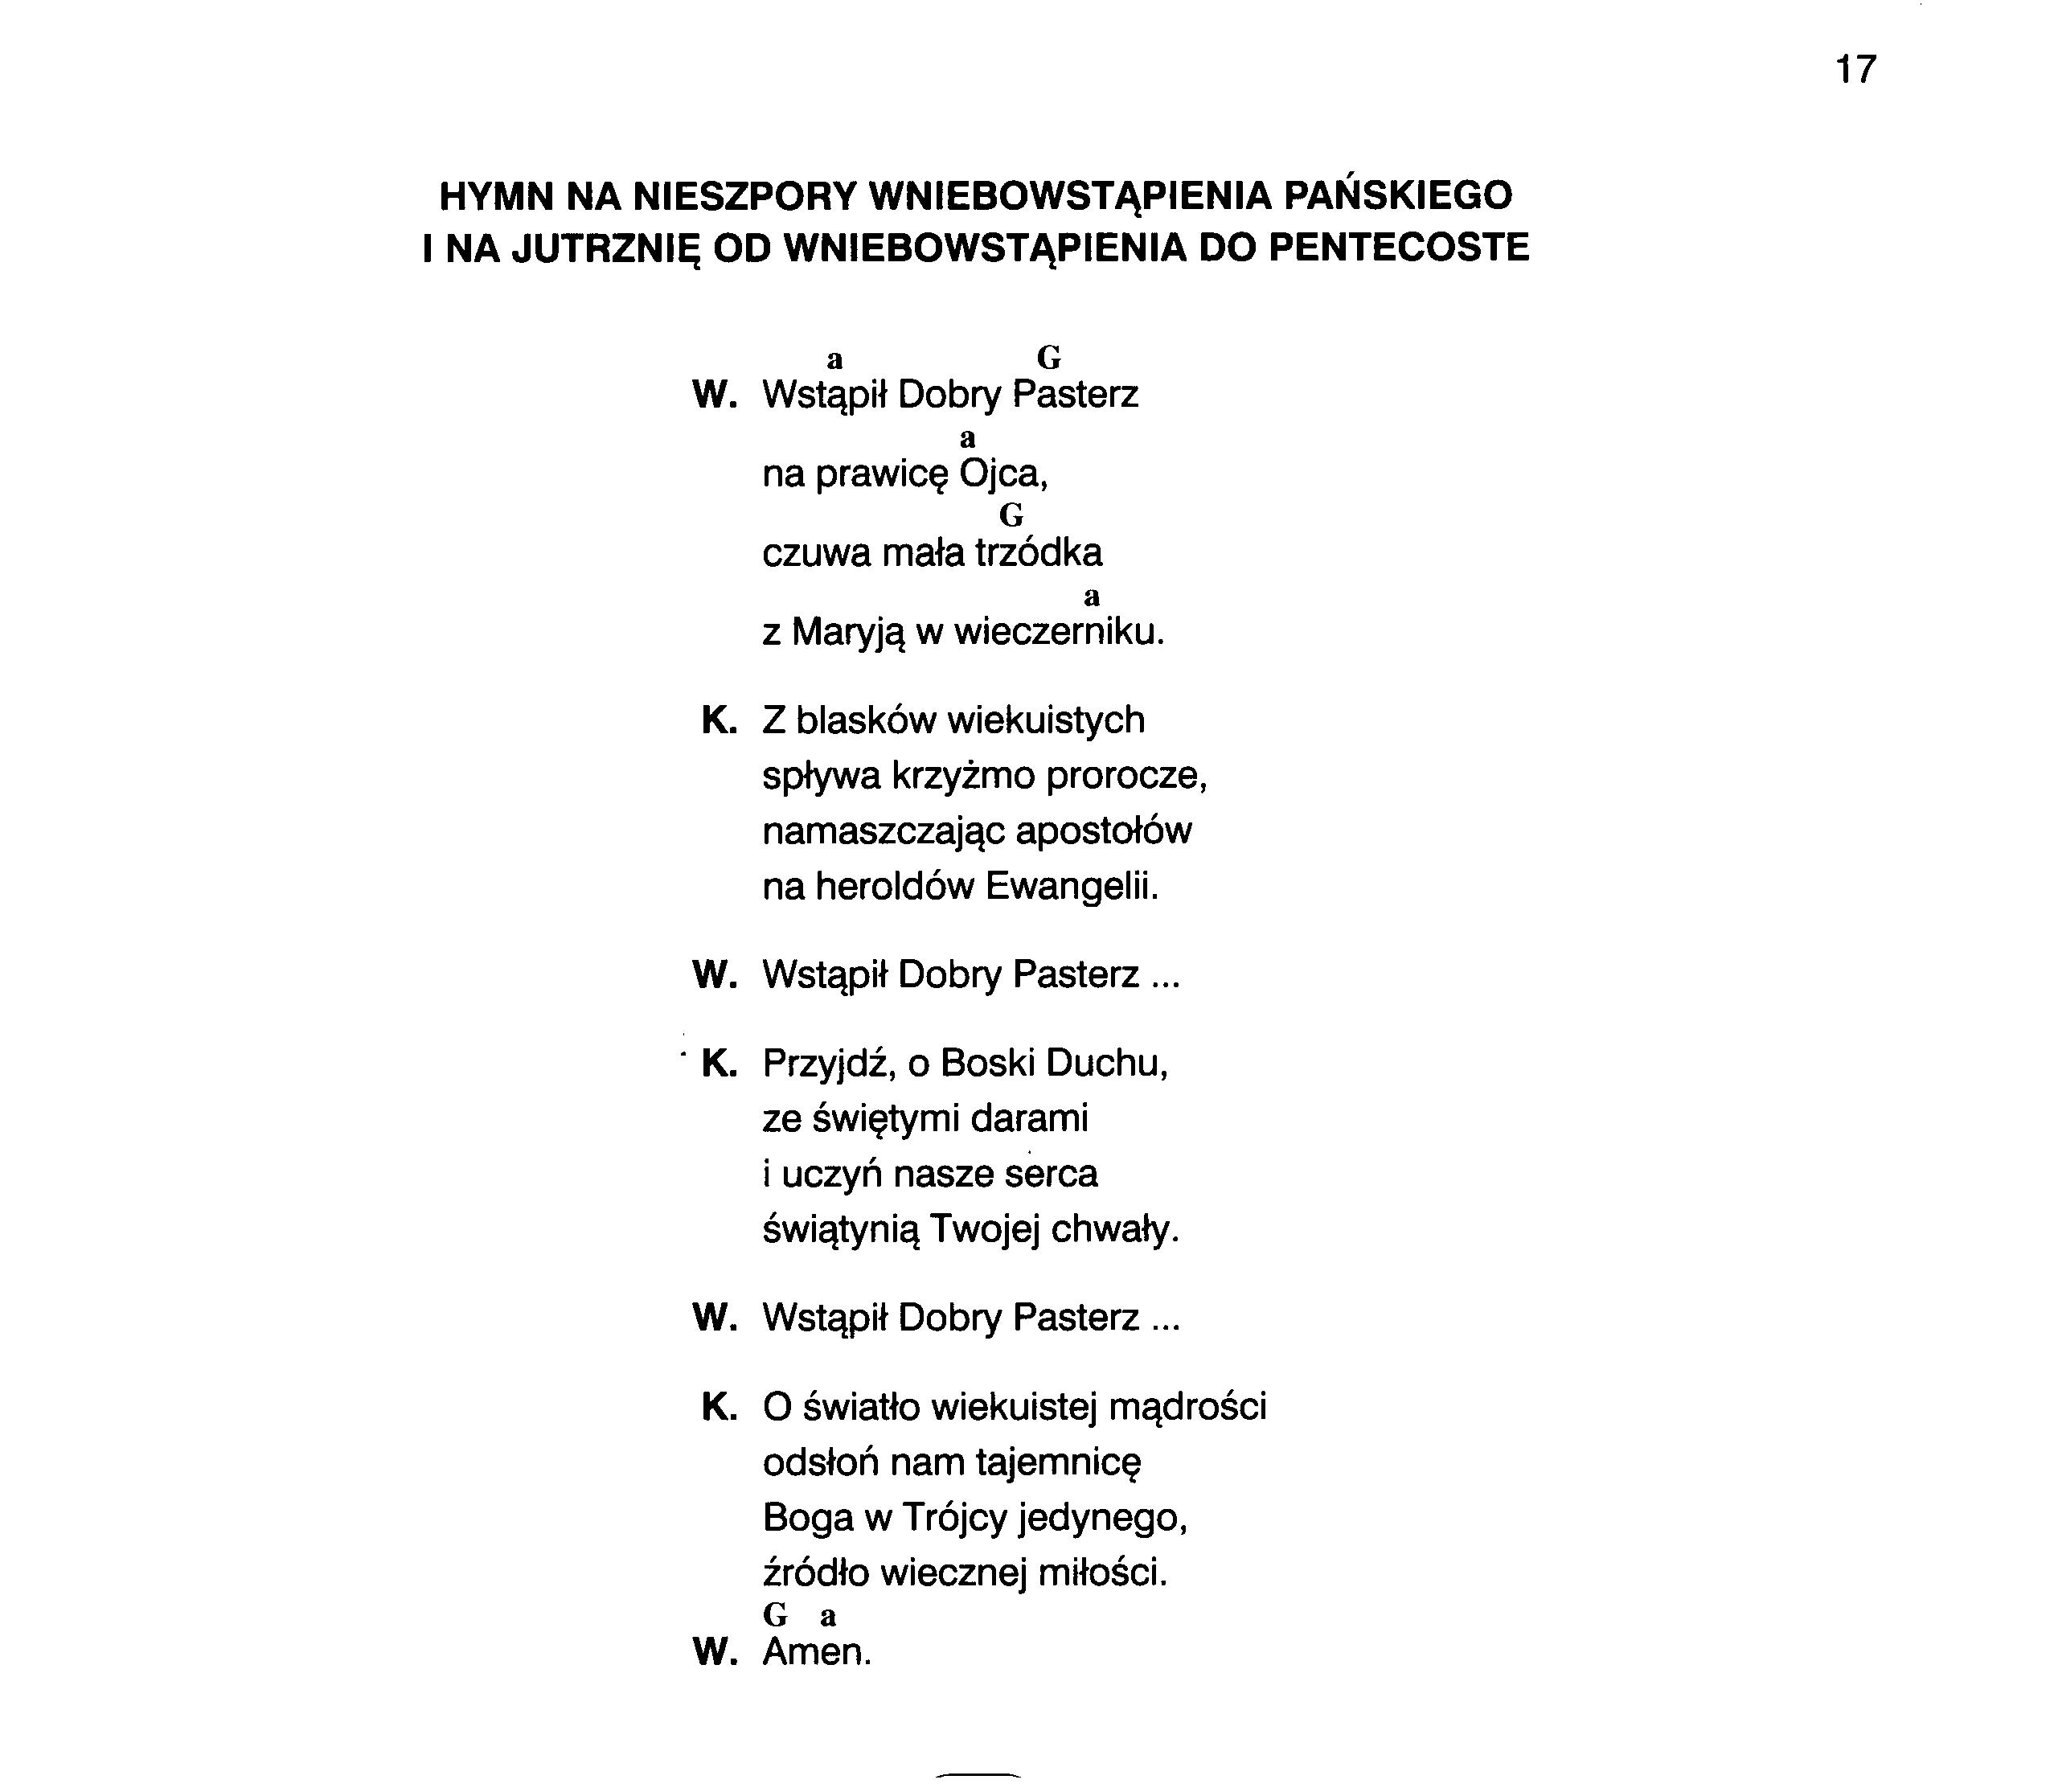 17
HYMN NA NIESZPORY WNIEBOWSTĄPIENIA PAŃSKIEGO
I NA JUTRZNIĘ OD WNIEBOWSTĄPIENIA DO PENTECOSTE
a G
W. Wstąpił Dobry Pasterz
a
na prawicę Ojca,
G
czuwa mała trzódka
a
z Maryją w wieczerniku.
K. Z blasków wiekuistych
spływa krzyżmo prorocze,
namaszczając apostołów
na heroldów Ewangelii.
W. Wstąpił Dobry Pasterz ...
K. Przyjdź, o Boski Duchu,
ze świętymi darami
i uczyń nasze serca
świątynią Twojej chwały.
W. Wstąpił Dobry Pasterz ...
K. O światło wiekuistej mądrości
odsłoń nam tajemnicę
Boga w Trójcy jedynego,
źródło wiecznej miłości.
G a
W. Amen.